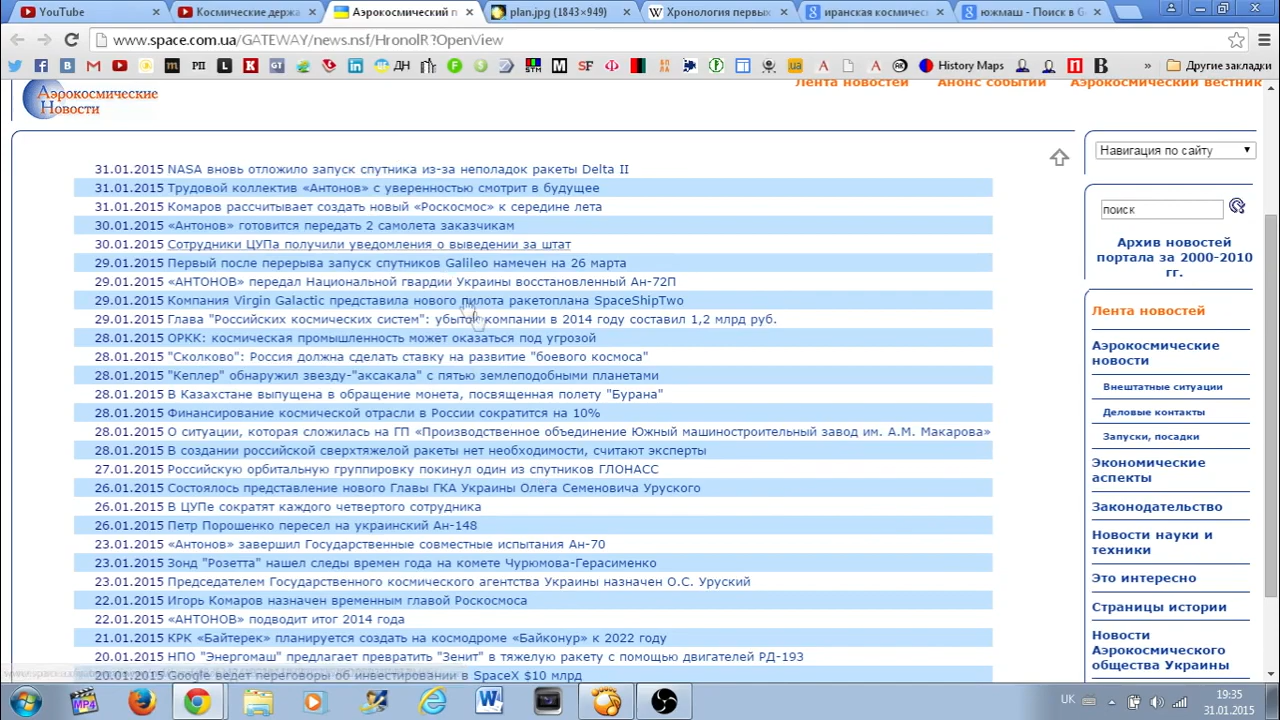 YouTube
Космические держа
Аэрокосмический п
plan.jpg (1843×949)
Хронология первых
иранская космичес
южмаш - Поиск в G
www.space.com.ua/GATEWAY/news.nsf/HronolR?OpenView
History Maps
»
Другие закладки
Аэрокосмические
Новости
Лента новостей
Анонс событий
Аэрокосмический вестник
31.01.2015 NASA вновь отложило запуск спутника из-за неполадок ракеты Delta II
31.01.2015 Трудовой коллектив «Антонов» с уверенностью смотрит в будущее
31.01.2015 Комаров рассчитывает создать новый «Роскосмос» к середине лета
30.01.2015 «Антонов» готовится передать 2 самолета заказчикам
30.01.2015 Сотрудники ЦУПа получили уведомления о выведении за штат
29.01.2015 Первый после перерыва запуск спутников Galileo намечен на 26 марта
29.01.2015 «АНТОНОВ» передал Национальной гвардии Украины восстановленный Ан-72П
29.01.2015 Компания Virgin Galactic представила нового пилота ракетоплана SpaceShipTwo
29.01.2015 Глава "Российских космических систем": убыток компании в 2014 году составил 1,2 млрд руб.
28.01.2015 ОРКК: космическая промышленность может оказаться под угрозой
28.01.2015 "Сколково": Россия должна сделать ставку на развитие "боевого космоса"
28.01.2015 "Кеплер" обнаружил звезду-"аксакала" с пятью землеподобными планетами
28.01.2015 В Казахстане выпущена в обращение монета, посвященная полету "Бурана"
28.01.2015 Финансирование космической отрасли в России сократится на 10%
28.01.2015 О ситуации, которая сложилась на ГП «Производственное объединение Южный машиностроительный завод им. А.М. Макарова»
28.01.2015 В создании российской сверхтяжелой ракеты нет необходимости, считают эксперты
27.01.2015 Российскую орбитальную группировку покинул один из спутников ГЛОНАСС
26.01.2015 Состоялось представление нового Главы ГКА Украины Олега Семеновича Уруского
26.01.2015 В ЦУПе сократят каждого четвертого сотрудника
26.01.2015 Петр Порошенко пересел на украинский Ан-148
23.01.2015 «Антонов» завершил Государственные совместные испытания Ан-70
23.01.2015 Зонд "Розетта" нашел следы времен года на комете Чурюмова-Герасименко
23.01.2015 Председателем Государственного космического агентства Украины назначен О.С. Уруский
22.01.2015 Игорь Комаров назначен временным главой Роскосмоса
22.01.2015 «АНТОНОВ» подводит итог 2014 года
21.01.2015 КРК «Байтерек» планируется создать на космодроме «Байконур» к 2022 году
20.01.2015 НПО "Энергомаш" предлагает превратить "Зенит" в тяжелую ракету с помощью двигателей РД-193
20.01.2015 Google ведет переговоры об инвестировании в SpaceX $10 млрд
Навигация по сайту
поиск
Архив новостей
портала за 2000-2010
гг.
Лента новостей
Аэрокосмические
новости
Внештатные ситуации
Деловые контакты
Запуски, посадки
Экономические
аспекты
Законодательство
Новости науки и
техники
Это интересно
Страницы истории
Новости
Аэрокосмического
общества Украины
MP4
UK
19:35
31.01.2015